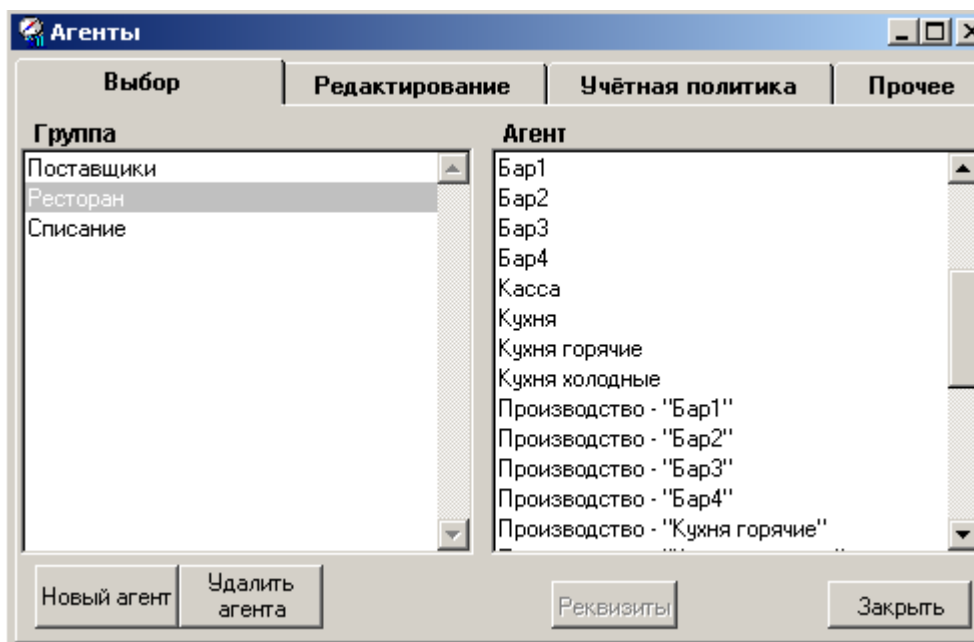 Агенты
Выбор
Редактирование
Учётная политика
Прочее
Группа
Поставщики
Ресторан
Списание
Агент
Бар1
Бар2
Бар3
Бар4
Касса
Кухня
Кухня горячие
Кухня холодные
Производство - "Бар1"
Производство - "Бар2"
Производство - "Бар3"
Производство - "Бар4"
Производство - "Кухня горячие"
Новый агент
Удалить
агента
Реквизиты
Закрыть